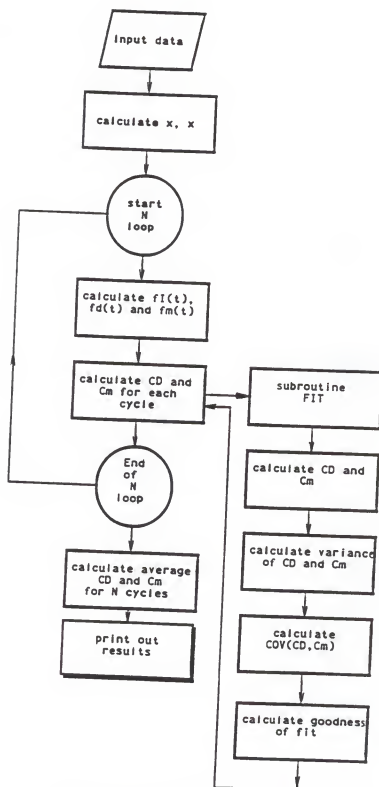 Input data
calculate x, x
start
N
loop
calculate fI(t),
fd(t) and fm(t)
calculate CD and
Cm for each
cycle
End
of
N
loop
calculate average
CD and Cm
for N cycles
print out
results
subroutine
FIT
calculate CD and
Cm
calculate variance
of CD and Cm
calculate
COV(CD,Cm)
calculate goodness
of fit